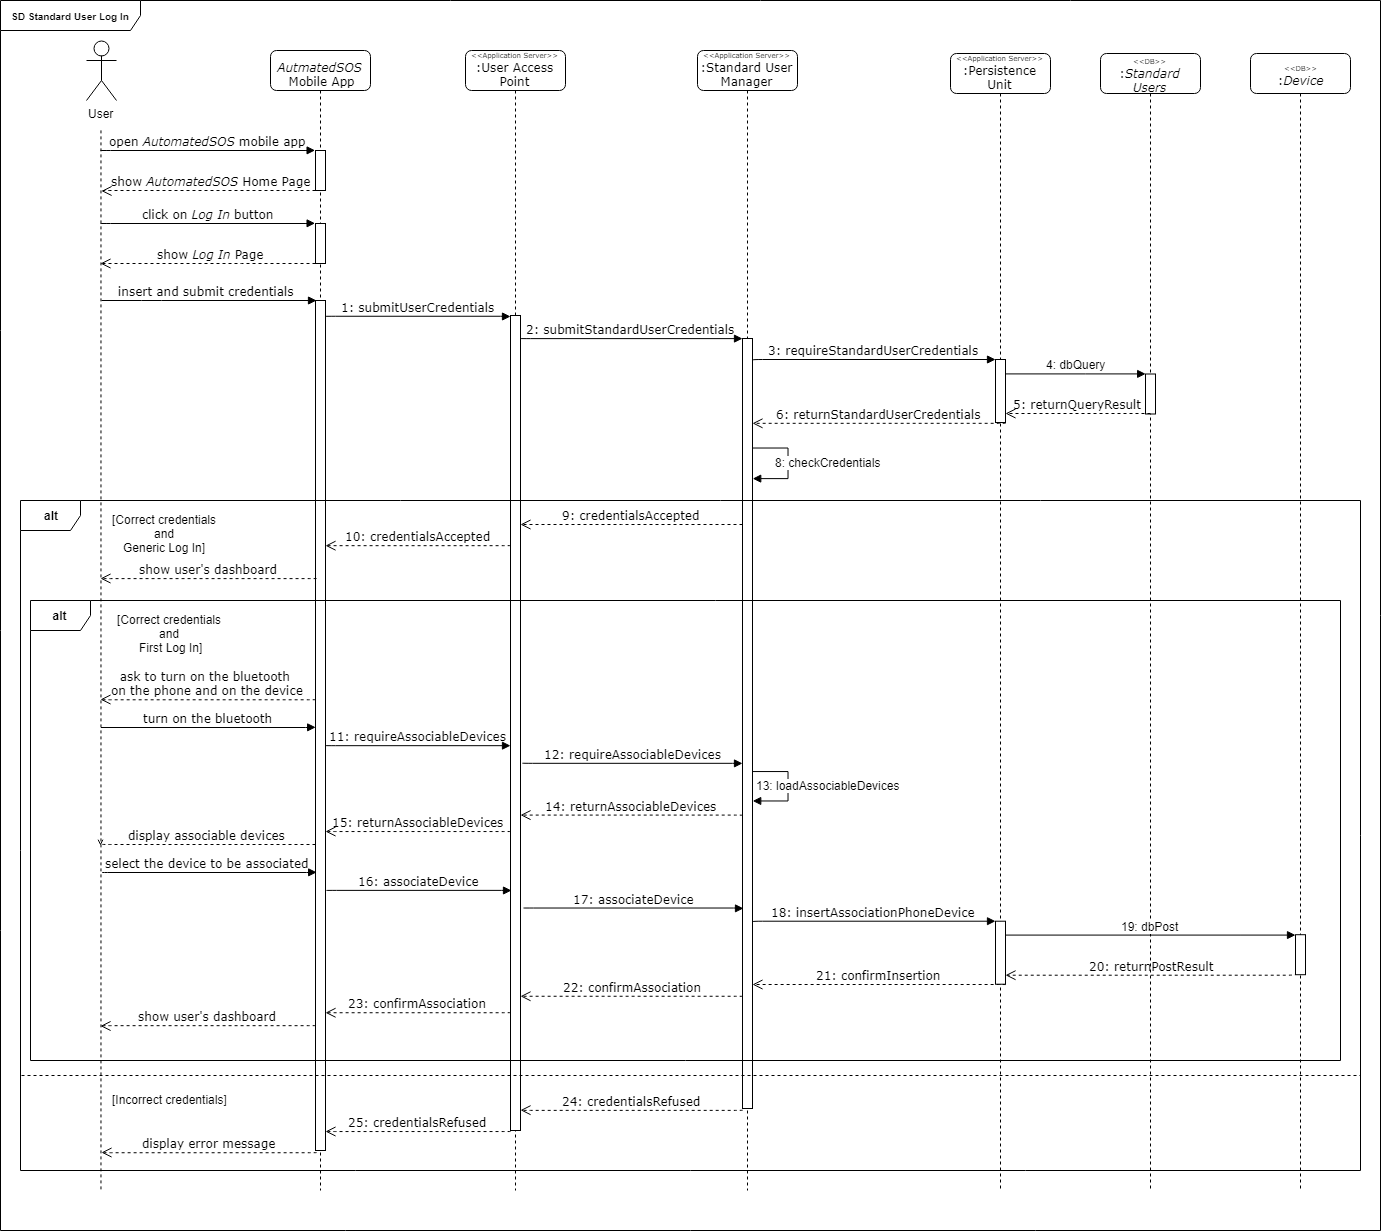 SD Standard User Log In
User
AutmatedSOS
Mobile App
<<Application Server>>
:User Access
Point
<<Application Server>>
:Standard User
Manager
<<Application Server>>
:Persistence
Unit
<<DB>>
:Standard
Users
<<DB>>
:Device
open AutomatedSOS mobile app
show AutomatedSOS Home Page
click on Log In button
show Log In Page
insert and submit credentials
1: submitUserCredentials
2: submitStandardUserCredentials
3: requireStandardUserCredentials
4: dbQuery
5: returnQueryResult
6: returnStandardUserCredentials
8: checkCredentials
alt
[Correct credentials
and
Generic Log In]
9: credentialsAccepted
10: credentialsAccepted
show user's dashboard
alt
[Correct credentials
and
First Log In]
ask to turn on the bluetooth
on the phone and on the device
turn on the bluetooth
11: requireAssociableDevices
12: requireAssociableDevices
13: loadAssociableDevices
14: returnAssociableDevices
15: returnAssociableDevices
display associable devices
select the device to be associated
16: associateDevice
17: associateDevice
18: insertAssociationPhoneDevice
19: dbPost
20: returnPostResult
21: confirmInsertion
22: confirmAssociation
23: confirmAssociation
show user's dashboard
[Incorrect credentials]
24: credentialsRefused
25: credentialsRefused
display error message